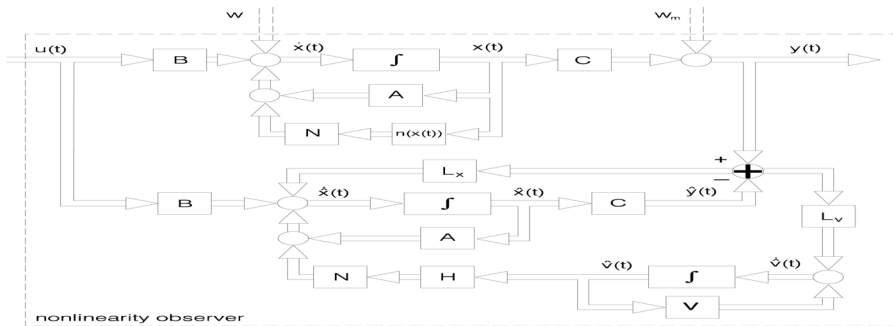 w
w_m
u(t)
B
ẋ(t)
∫
x(t)
C
y(t)
A
N
n(x(t))
L_x
+
−
B
x̂̇(t)
∫
x̂(t)
C
ŷ(t)
L_v
A
N
H
v̂(t)
∫
v̂̇(t)
V
nonlinearity observer